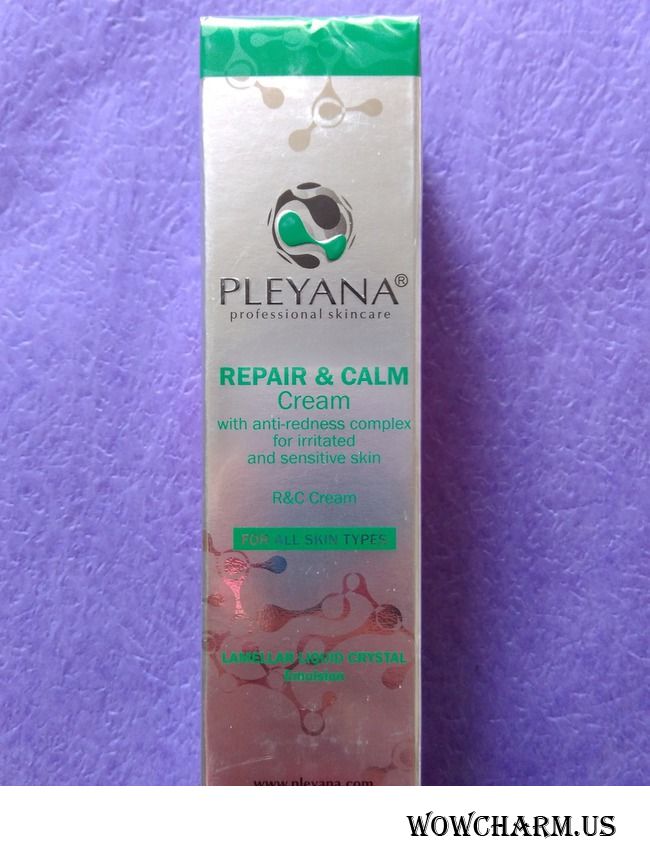 PLEYANA®
professional skincare
REPAIR & CALM
Cream
with anti-redness complex
for irritated
and sensitive skin
R&C Cream
FOR ALL SKIN TYPES
LAMELLAR LIQUID CRYSTAL
Emulsion
www.pleyana.com
WOWCHARM.US